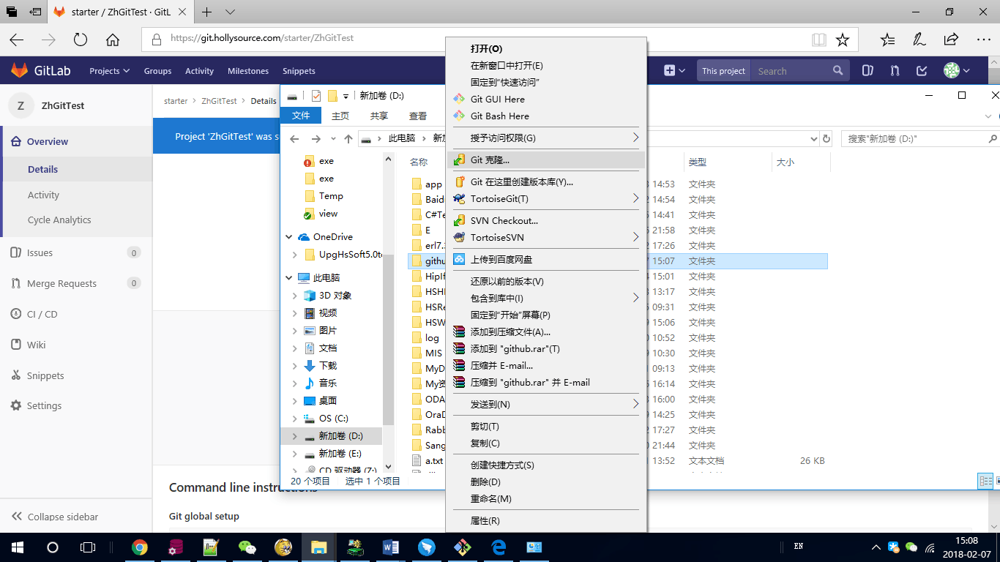 starter / ZhGitTest · GitL
https://git.hollysource.com/starter/ZhGitTest
GitLab
Projects
Groups
Activity
Milestones
Snippets
This project
Search
Z
ZhGitTest
Overview
Details
Activity
Cycle Analytics
Issues
0
Merge Requests
0
CI / CD
Wiki
Snippets
Settings
Collapse sidebar
starter > ZhGitTest > Details
Project 'ZhGitTest' was s
Command line instructions
Git global setup
新加卷 (D:)
文件
主页
共享
查看
此电脑
搜索"新加卷 (D:)"
exe
exe
Temp
view
OneDrive
UpgHsSoft5.0te
此电脑
3D 对象
视频
图片
文档
下载
音乐
桌面
OS (C:)
新加卷 (D:)
新加卷 (E:)
CD 驱动器 (Z:)
20 个项目
选中 1 个项目
名称
类型
大小
app
14:53
文件夹
Baid
14:54
文件夹
C#Te
14:41
文件夹
E
21:58
文件夹
erl7.
17:26
文件夹
githu
15:07
文件夹
HipIf
15:01
文件夹
HSH
13:17
文件夹
HSRe
09:31
文件夹
HSW
15:06
文件夹
log
10:52
文件夹
MIS
10:30
文件夹
MyD
09:13
文件夹
My资
16:14
文件夹
ODA
16:00
文件夹
OraD
14:25
文件夹
Rabb
17:27
文件夹
Sang
21:44
文件夹
a.txt
13:52
文本文档
26 KB
打开(O)
在新窗口中打开(E)
固定到"快速访问"
Git GUI Here
Git Bash Here
授予访问权限(G)
Git 克隆...
Git 在这里创建版本库(Y)...
TortoiseGit(T)
SVN Checkout...
TortoiseSVN
上传到百度网盘
还原以前的版本(V)
包含到库中(I)
固定到"开始"屏幕(P)
添加到压缩文件(A)...
添加到 "github.rar"(T)
压缩并 E-mail...
压缩到 "github.rar" 并 E-mail
发送到(N)
剪切(T)
复制(C)
创建快捷方式(S)
删除(D)
重命名(M)
属性(R)
EN
15:08
2018-02-07